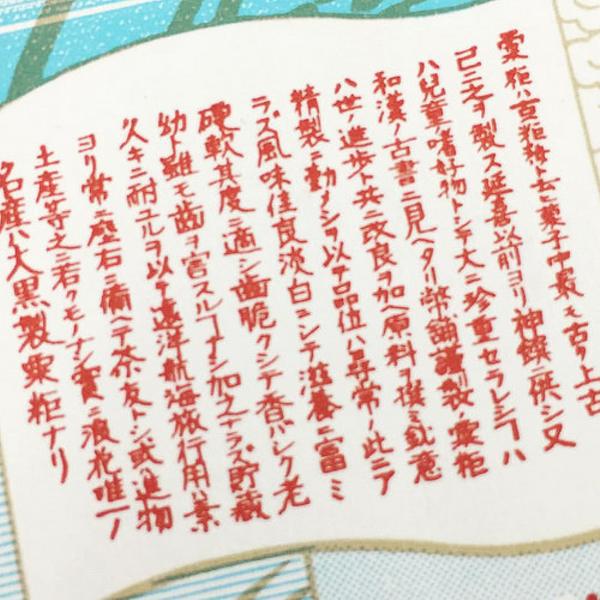 粟粔ハ古粔籹ト云ヒ菓子中最モ古ク上古
已ニ之ヲ製ス延喜以前ヨリ神饌ニ供シ又
ハ兒童嗜好物トシテ大ニ珍重セラレシコハ
和漢ノ古書ニ見ヘタリ弊舗謹製ノ粟粔
ハ世ノ進歩ト共ニ改良ヲ加ヘ原料ヲ撰ミ鋭意
精製ニ勤メシヲ以テ品位ハ尋常ノ此ニア
ラズ風味佳良淡白ニシテ滋養ニ富ミ
硬軟其度ニ適シ歯脆クシテ香バシク老
幼ト雖モ歯ヲ害スルコナシ加之ナラズ貯蔵
久キニ耐ユルヲ以テ遠洋航海旅行用ハ素
ヨリ常ニ座右ニ備ヘテ茶友トシ或ハ進物
土産等之ニ若クモノナシ實ニ浪花唯一ノ
名産ハ大黒製粟粔ナリ